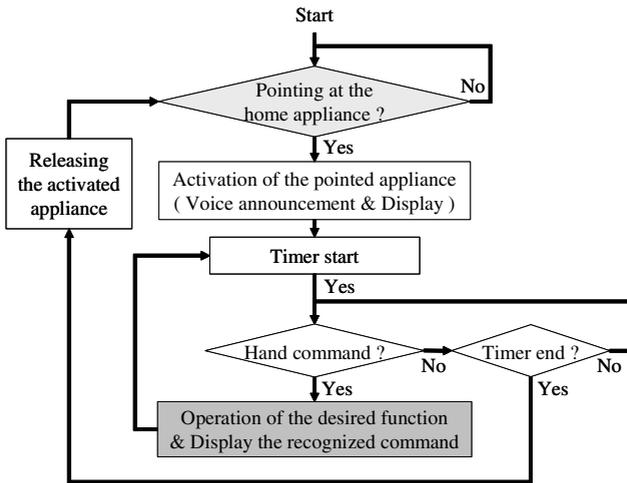 Start
Pointing at the
home appliance ?
No
Yes
Releasing
the activated
appliance
Activation of the pointed appliance
( Voice announcement & Display )
Timer start
Yes
Hand command ?
No
Timer end ?
No
Yes
Yes
Operation of the desired function
& Display the recognized command